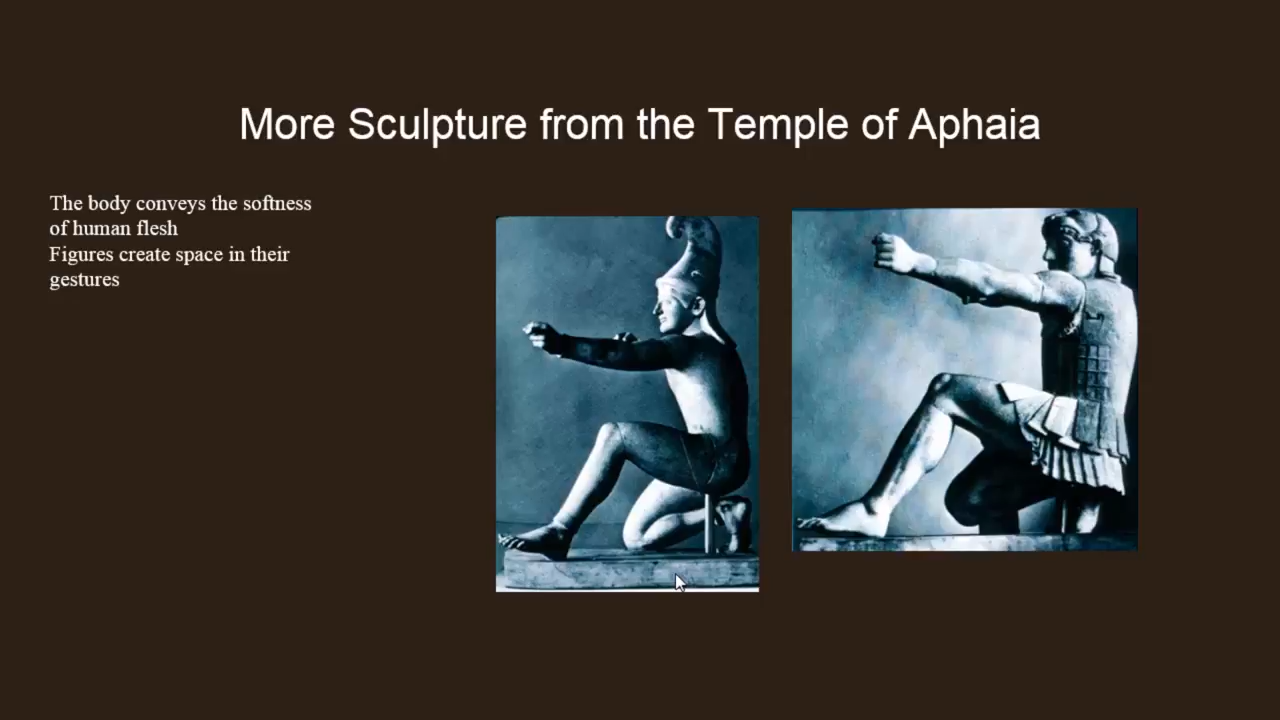 More Sculpture from the Temple of Aphaia
The body conveys the softness
of human flesh
Figures create space in their
gestures